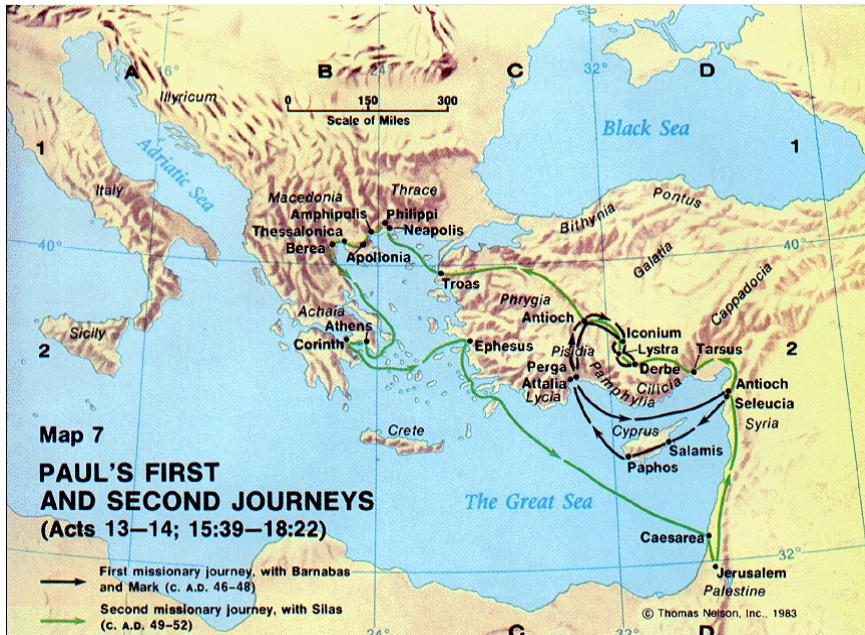 A
B
C
D
16°
24°
32°
Illyricum
0 150 300
Scale of Miles
Black Sea
1
1
Adriatic Sea
Italy
Macedonia
Thrace
Pontus
Bithynia
Amphipolis
Philippi
Thessalonica
Neapolis
40°
40°
Berea
Apollonia
Galatia
Troas
Cappadocia
Phrygia
Achaia
Antioch
Sicily
Athens
Iconium
2
Corinth
Ephesus
Lystra
2
Pisidia
Derbe
Tarsus
Perga
Pamphylia
Cilicia
Attalia
Antioch
Lycia
Seleucia
Crete
Cyprus
Syria
Salamis
Paphos
Map 7
PAUL'S FIRST
AND SECOND JOURNEYS
(Acts 13—14; 15:39—18:22)
The Great Sea
Caesarea
32°
Jerusalem
Palestine
First missionary journey, with Barnabas
and Mark (C. A.D. 46-48)
Second missionary journey, with Silas
(C. A.D. 49-52)
© Thomas Nelson, Inc., 1983
24°
C
32°
D